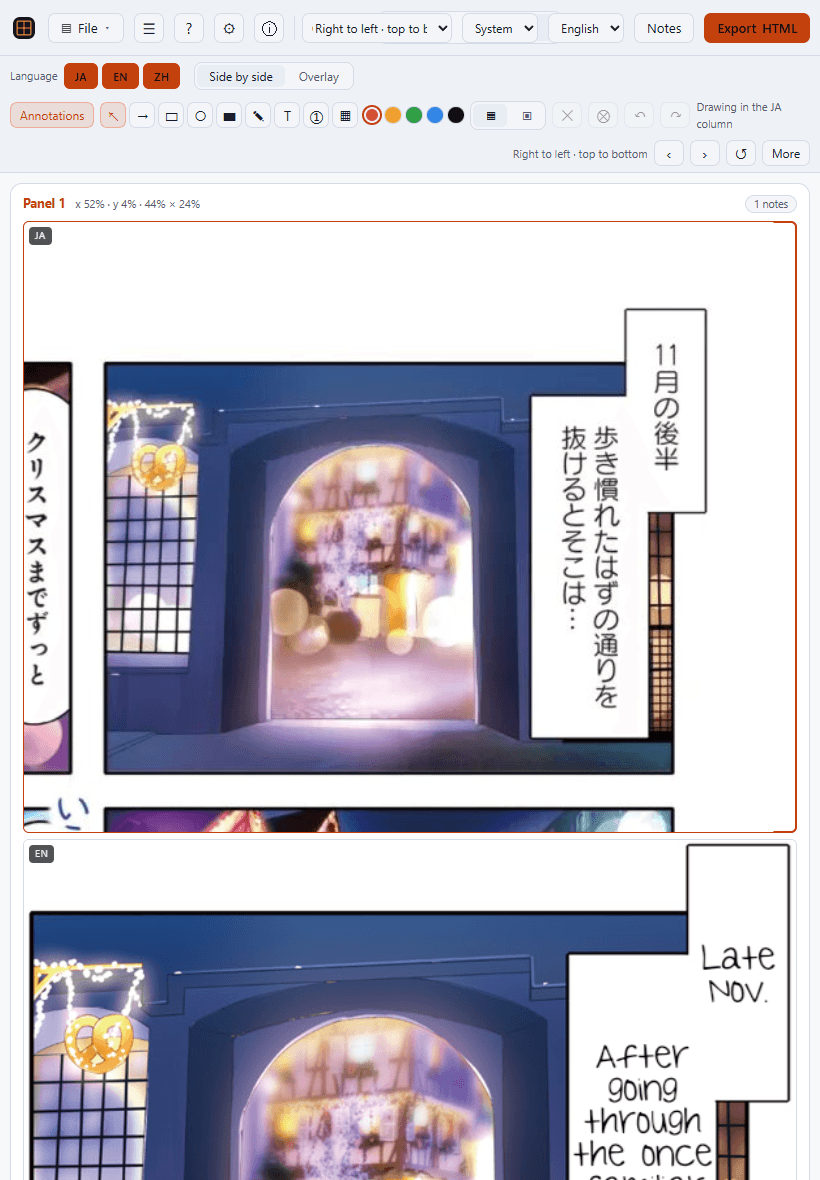 File
?
Right to left · top to b
System
English
Notes
Export HTML
Language
JA
EN
ZH
Side by side
Overlay
Annotations
T
1
Drawing in the JA
column
Right to left · top to bottom
More
Panel 1
x 52% · y 4% · 44% × 24%
1 notes
JA
11月の後半
歩き慣れたはずの通りを
抜けるとそこは…
クリスマスまでずっと
い
EN
Late
Nov.
After
going
through
the once